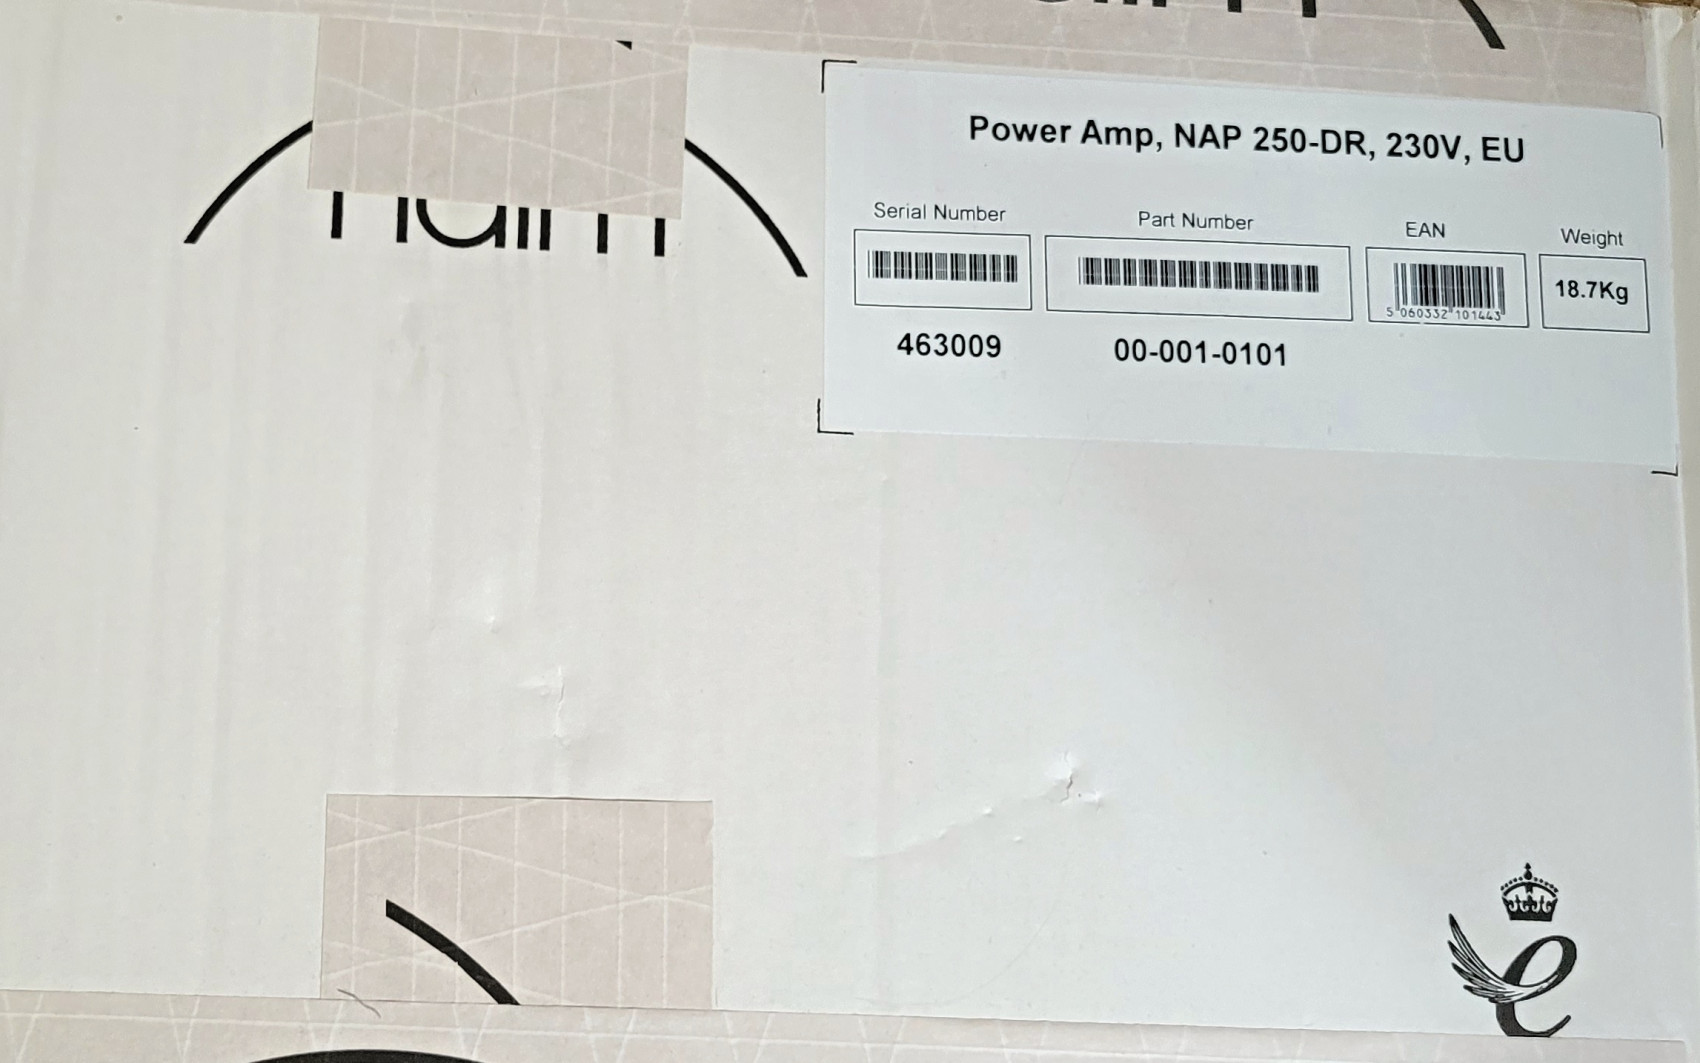 naim
Power Amp, NAP 250-DR, 230V, EU
Serial Number Part Number EAN Weight
5 060332 101443 18.7Kg
463009 00-001-0101
e